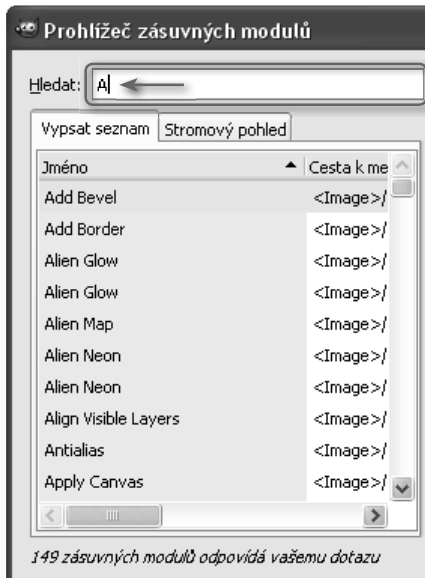 Prohlížeč zásuvných modulů
Hledat: A
Vypsat seznam Stromový pohled
Jméno Cesta k me
Add Bevel <Image>/
Add Border <Image>/
Alien Glow <Image>/
Alien Glow <Image>/
Alien Map <Image>/
Alien Neon <Image>/
Alien Neon <Image>/
Align Visible Layers <Image>/
Antialias <Image>/
Apply Canvas <Image>/
149 zásuvných modulů odpovídá vašemu dotazu